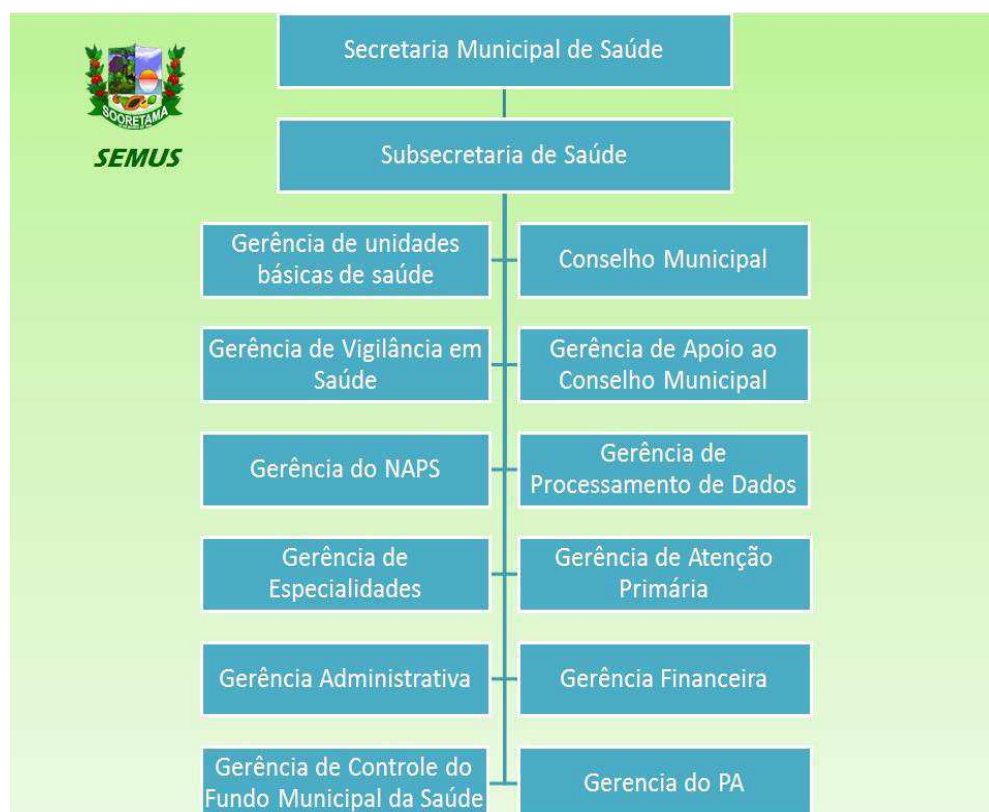 Secretaria Municipal de Saúde
SOORETAMA
SEMUS
Subsecretaria de Saúde
Gerência de unidades
básicas de saúde
Conselho Municipal
Gerência de Vigilância em
Saúde
Gerência de Apoio ao
Conselho Municipal
Gerência do NAPS
Gerência de
Processamento de Dados
Gerência de
Especialidades
Gerência de Atenção
Primária
Gerência Administrativa
Gerência Financeira
Gerência de Controle do
Fundo Municipal da Saúde
Gerencia do PA